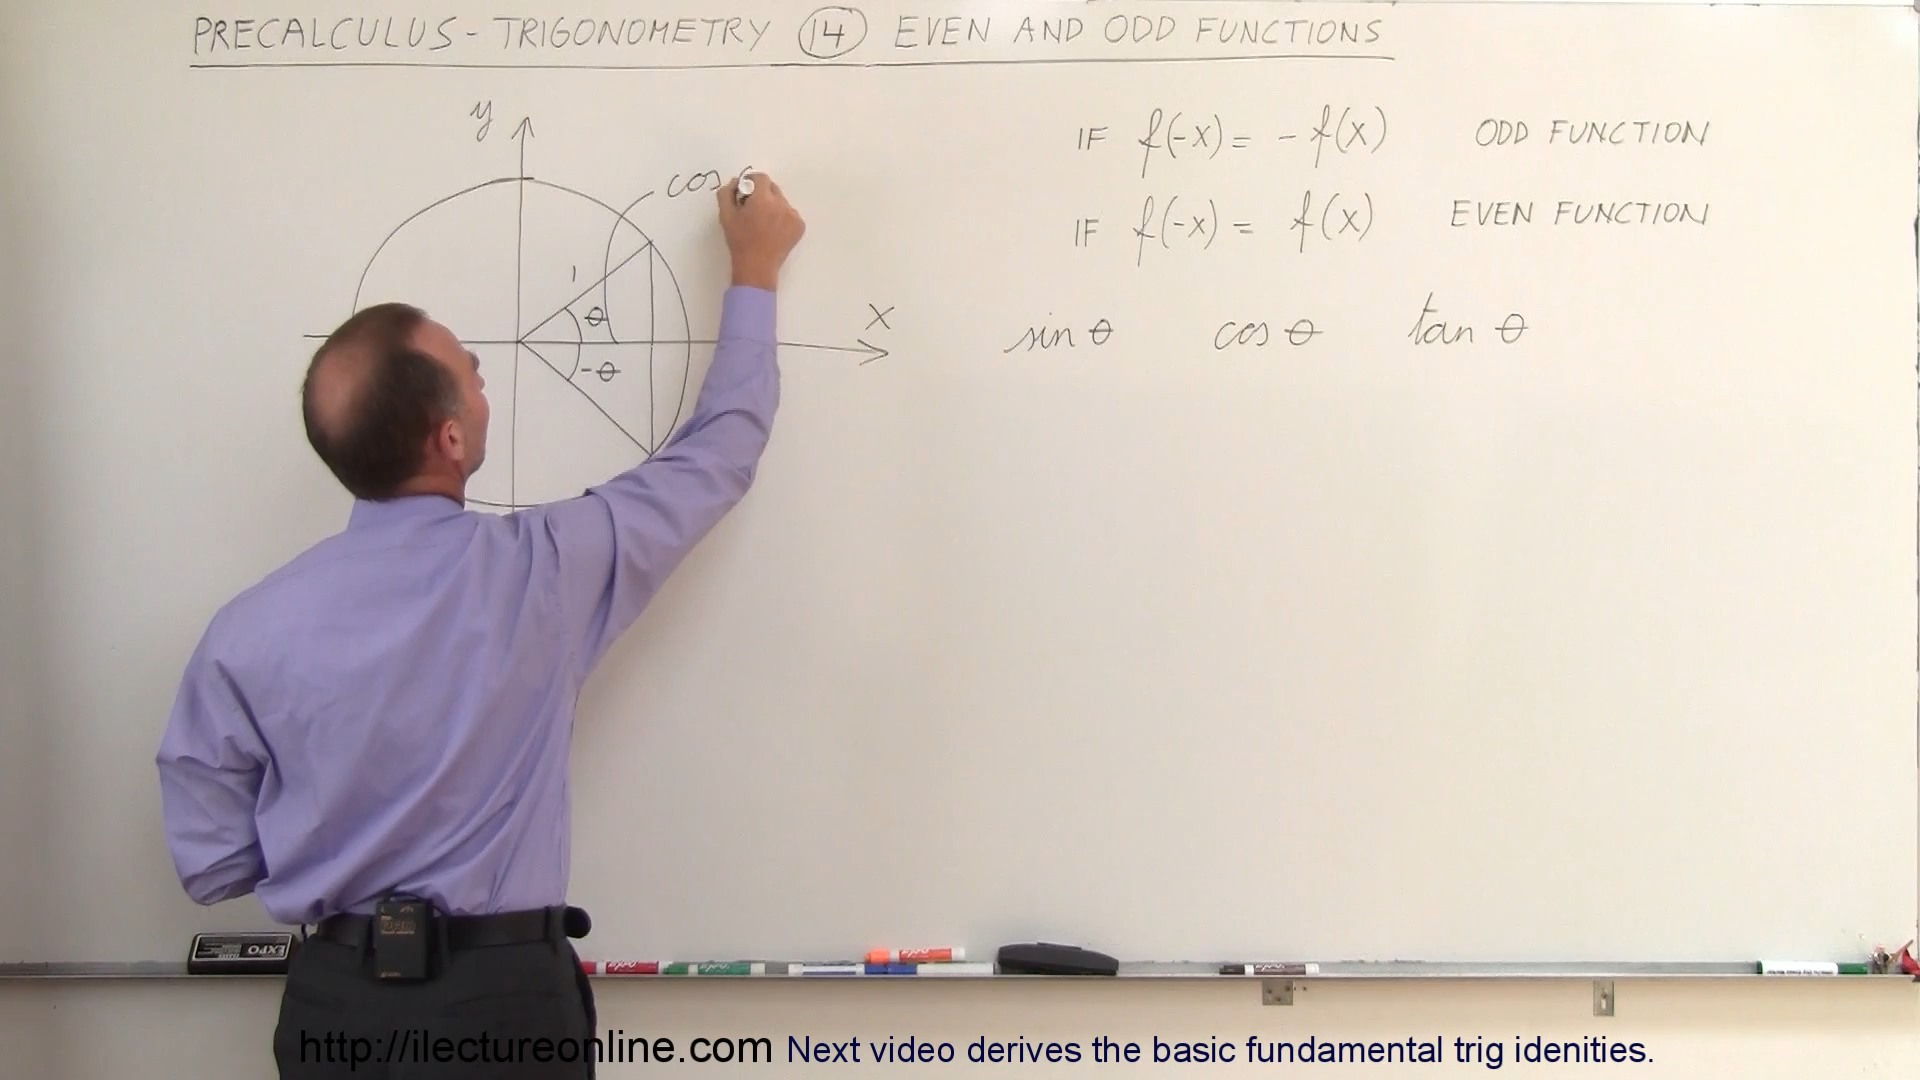 PRECALCULUS - TRIGONOMETRY 14 EVEN AND ODD FUNCTIONS
y
IF f(-x) = - f(x) ODD FUNCTION
cos
IF f(-x) = f(x) EVEN FUNCTION
1
θ
x
-θ
sin θ cos θ tan θ
EXPO
http://ilectureonline.com Next video derives the basic fundamental trig idenities.